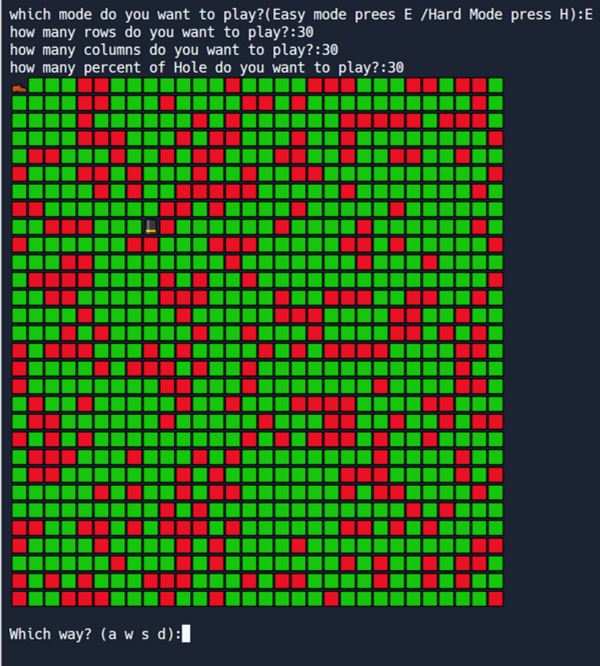 which mode do you want to play?(Easy mode prees E /Hard Mode press H):E
how many rows do you want to play?:30
how many columns do you want to play?:30
how many percent of Hole do you want to play?:30
Which way? (a w s d):